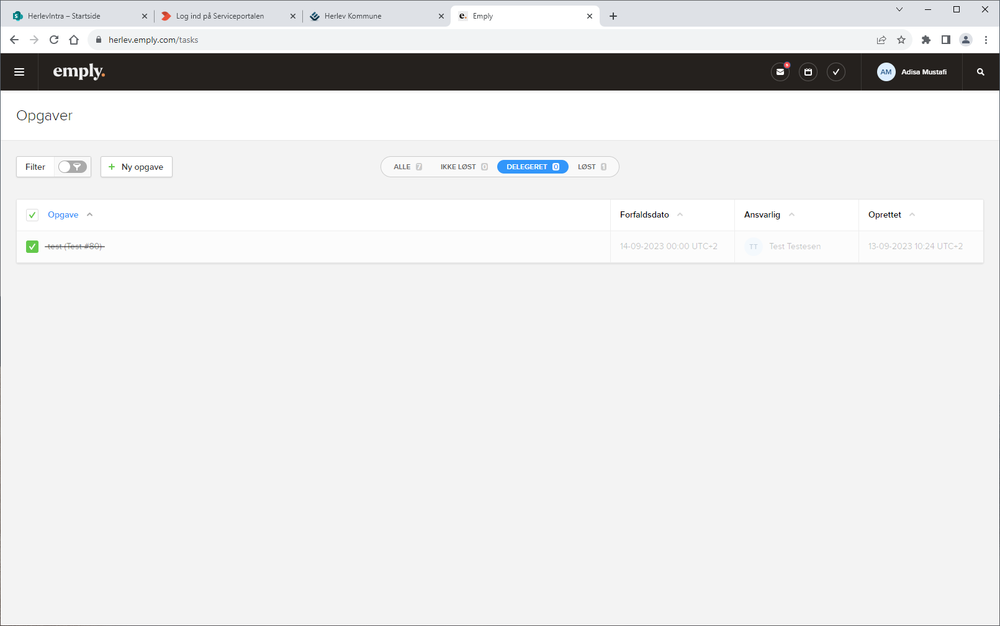 HerlevIntra – Startside
Log ind på Serviceportalen
Herlev Kommune
e. Emply
herlev.emply.com/tasks
emply.
AM Adisa Mustafi
Opgaver
Filter
+ Ny opgave
ALLE 7 IKKE LØST 0 DELEGERET 0 LØST 1
Opgave Forfaldsdato Ansvarlig Oprettet
test (Test #80) 14-09-2023 00:00 UTC+2 TT Test Testesen 13-09-2023 10:24 UTC+2